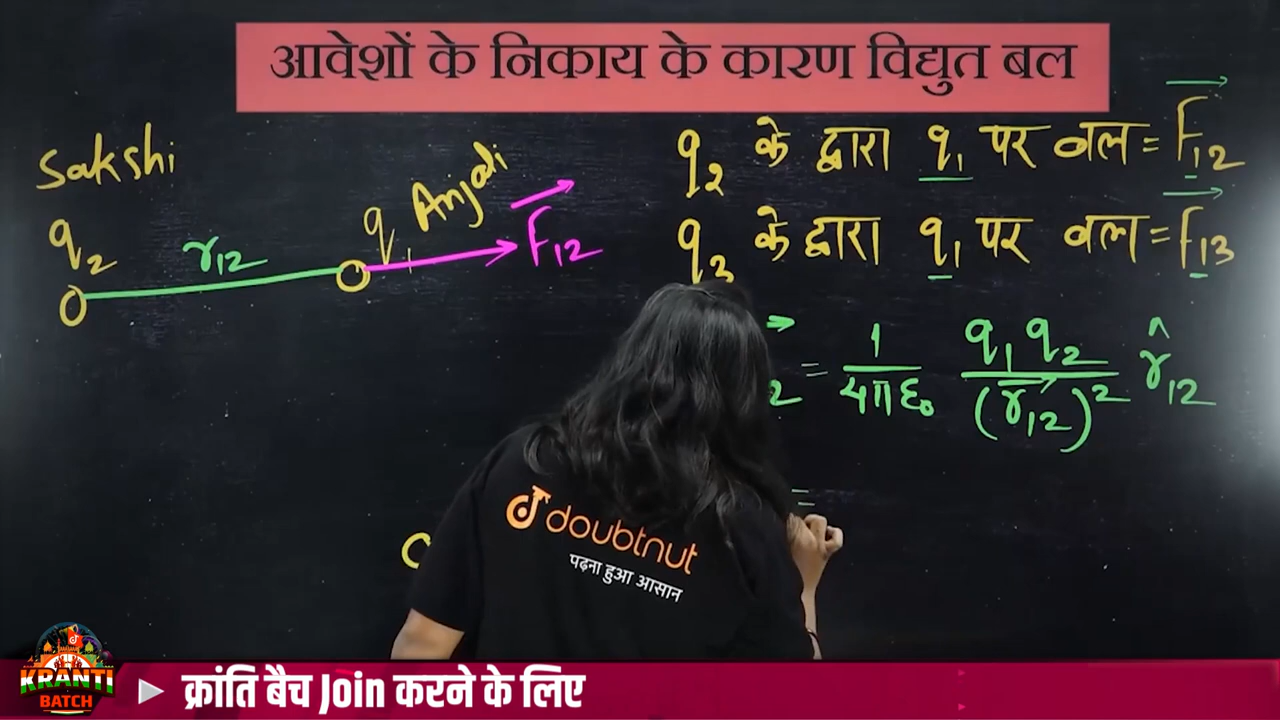 आवेशों के निकाय के कारण विद्युत बल
Sakshi
q₂
r₁₂
q₁ Anjali
F₁₂
q₂ के द्वारा q₁ पर बल = F₁₂
q₃ के द्वारा q₁ पर बल = F₁₃
₂ = 1/4πε₀ q₁q₂/(r₁₂)² r̂₁₂
=
doubtnut
पढ़ना हुआ आसान
KRANTI
BATCH
क्रांति बैच Join करने के लिए